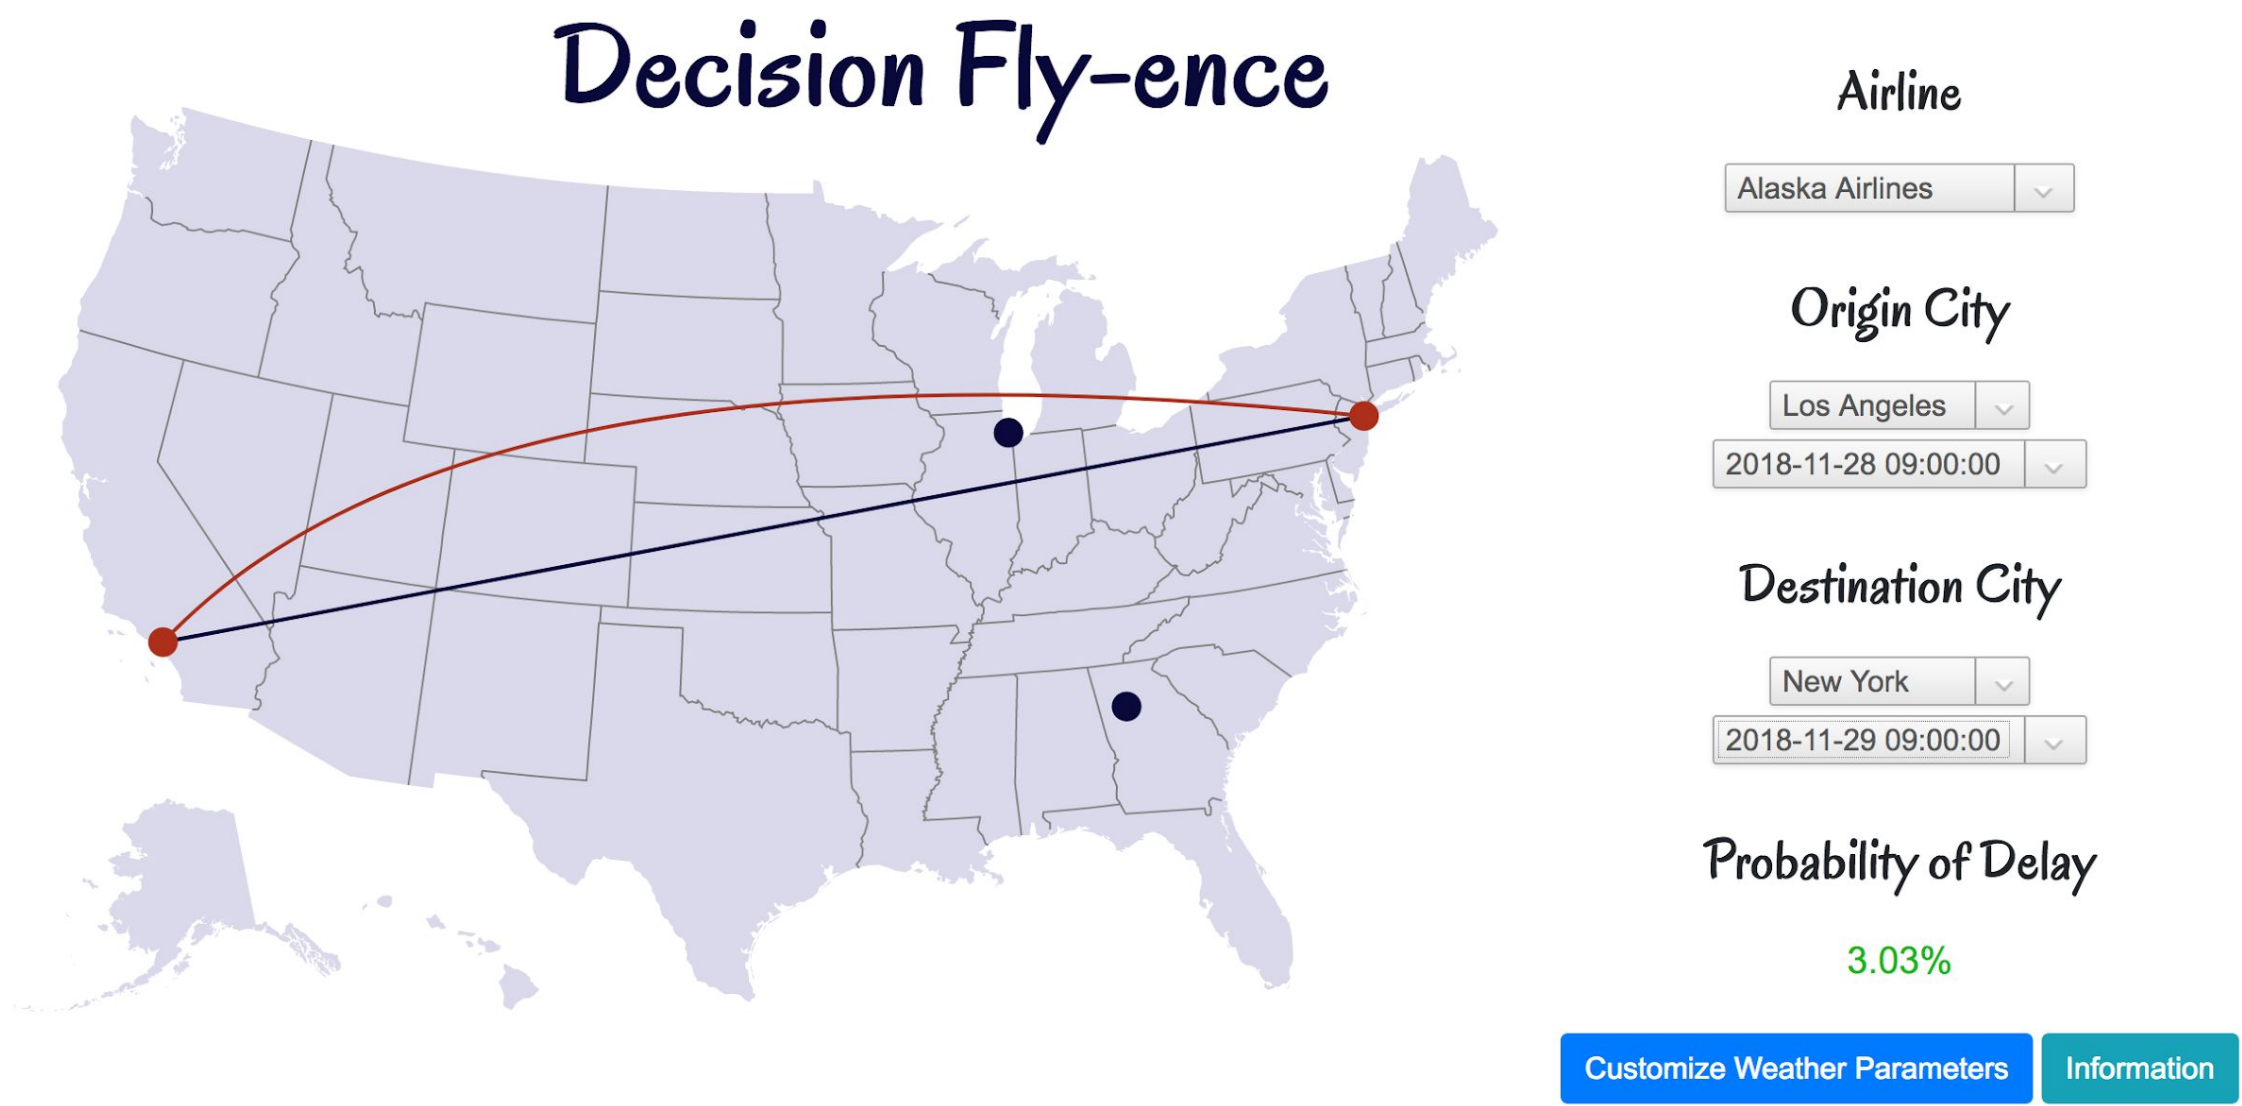 Decision Fly-ence
Airline
Alaska Airlines
Origin City
Los Angeles
2018-11-28 09:00:00
Destination City
New York
2018-11-29 09:00:00
Probability of Delay
3.03%
Customize Weather Parameters
Information